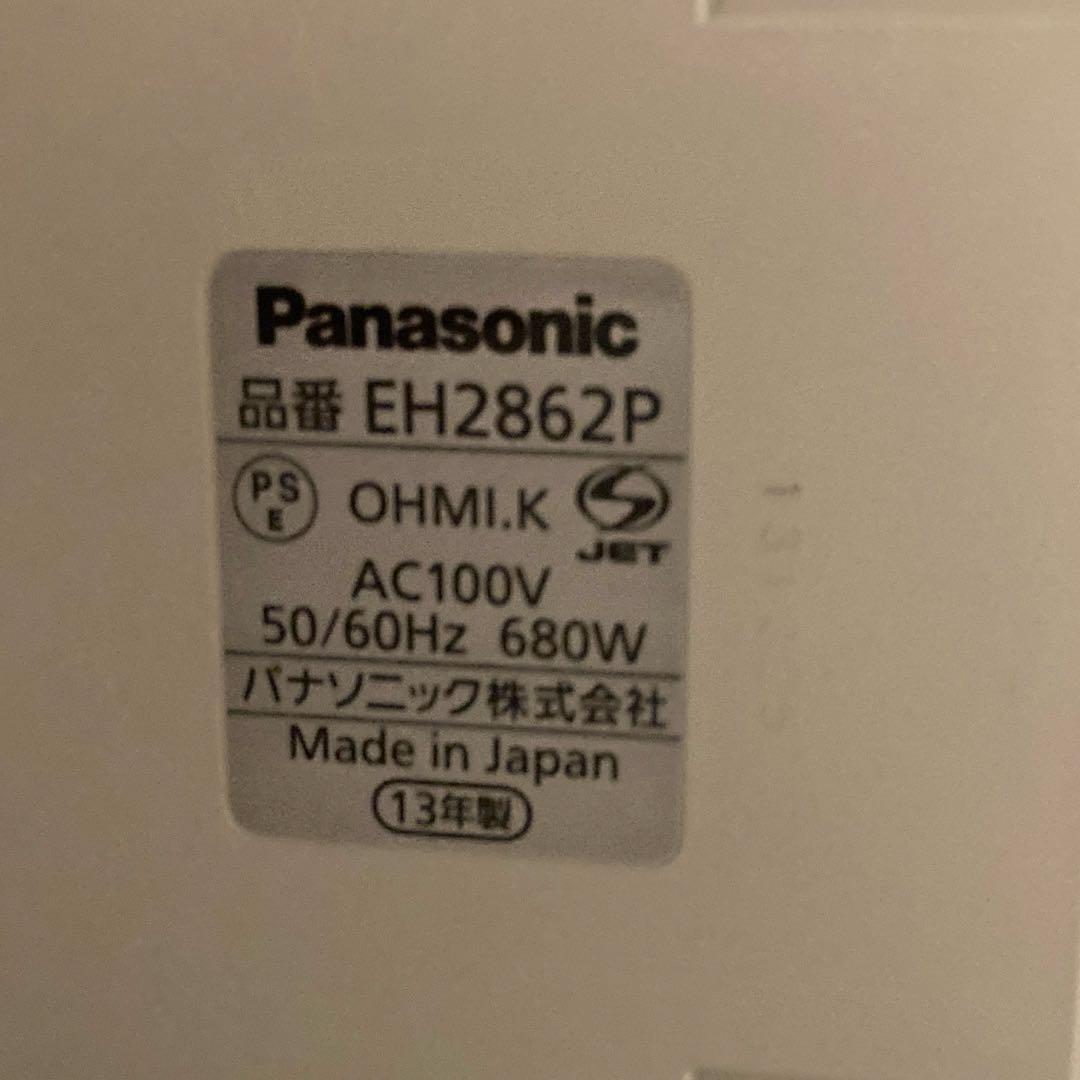 Panasonic
品番 EH2862P
PS
E
OHMI.K
JET
AC100V
50/60Hz 680W
パナソニック株式会社
Made in Japan
13年製